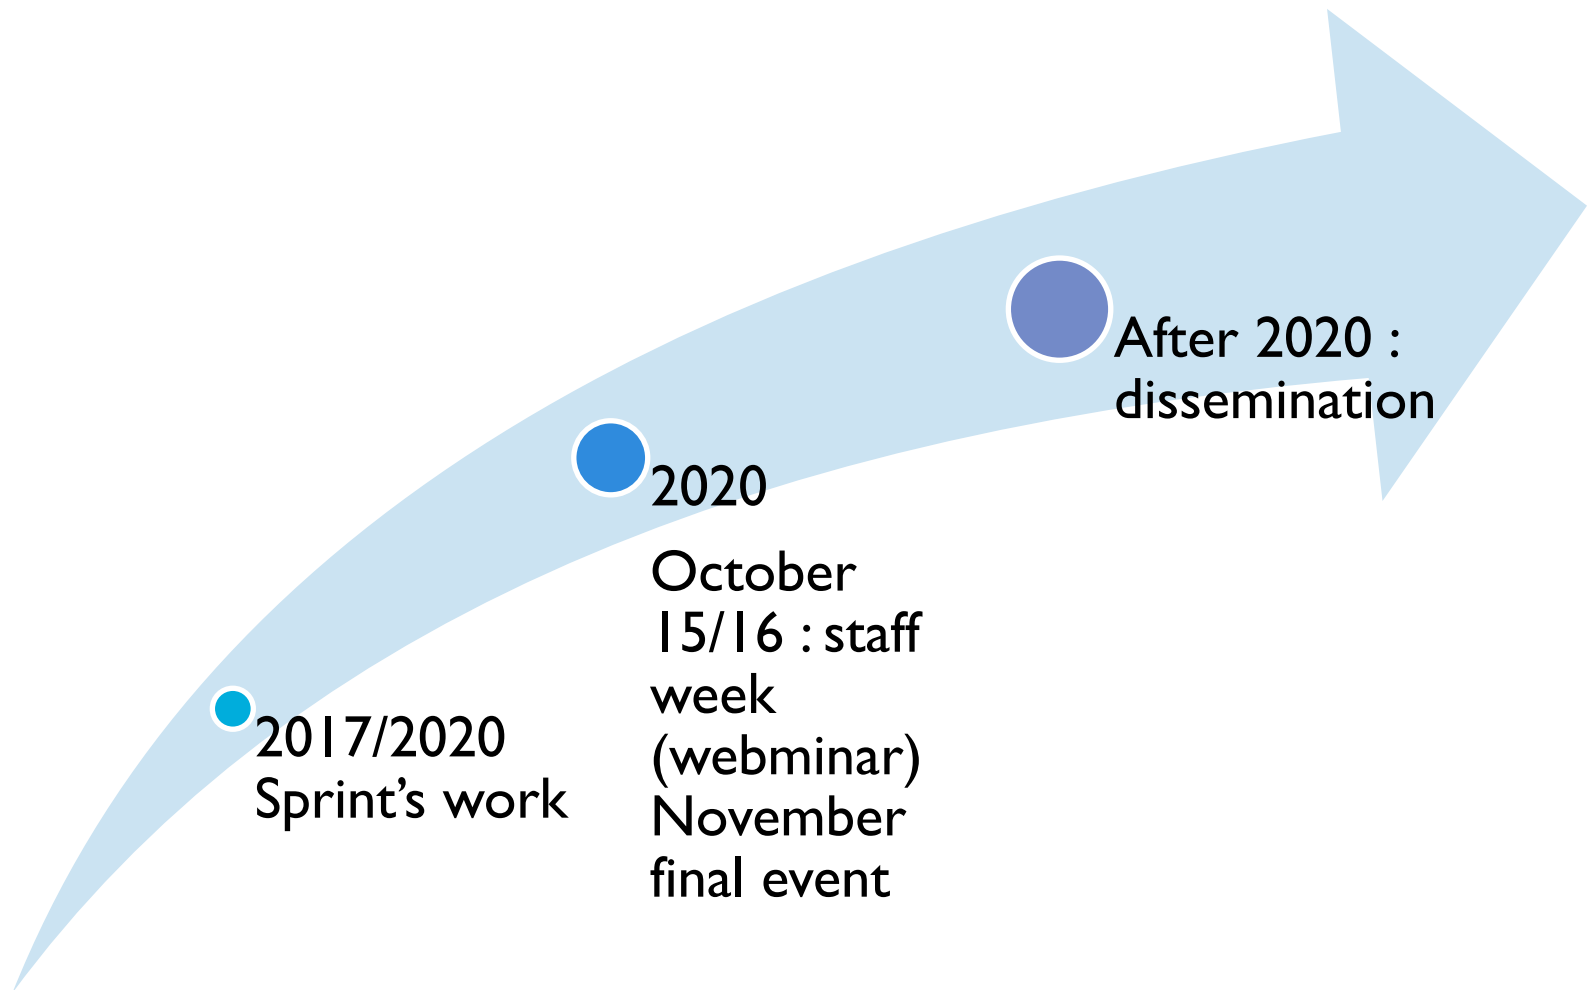 2017/2020
Sprint’s work
2020
October
15/16 : staff
week
(webminar)
November
final event
After 2020 :
dissemination